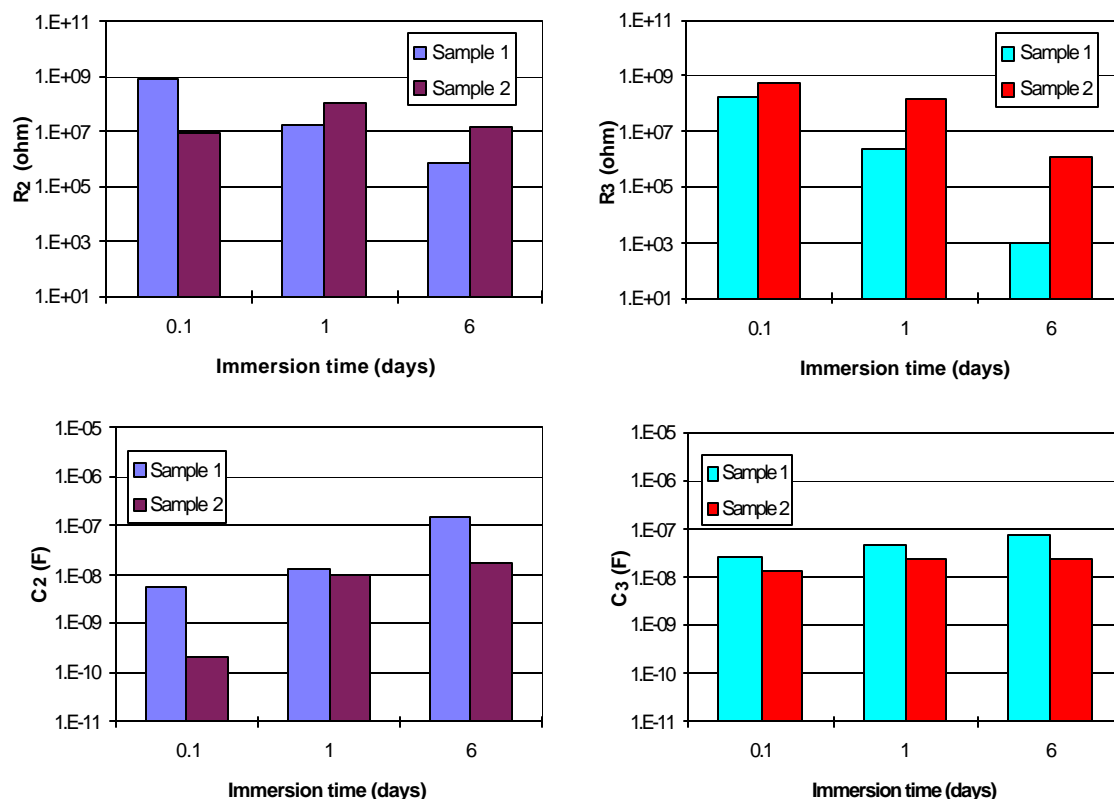 1.E+11
1.E+09
1.E+07
1.E+05
1.E+03
1.E+01
R2 (ohm)
Sample 1
Sample 2
0.1 1 6
Immersion time (days)
1.E+11
1.E+09
1.E+07
1.E+05
1.E+03
1.E+01
R3 (ohm)
Sample 1
Sample 2
0.1 1 6
Immersion time (days)
1.E-05
1.E-06
1.E-07
1.E-08
1.E-09
1.E-10
1.E-11
C2 (F)
Sample 1
Sample 2
0.1 1 6
Immersion time (days)
1.E-05
1.E-06
1.E-07
1.E-08
1.E-09
1.E-10
1.E-11
C3 (F)
Sample 1
Sample 2
0.1 1 6
Immersion time (days)